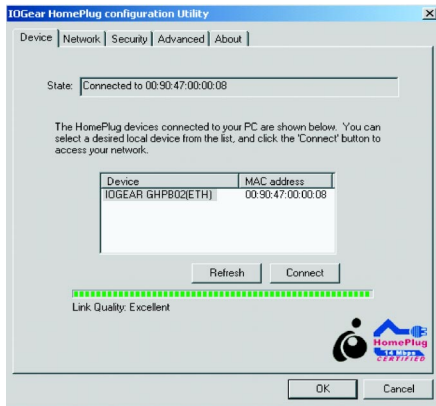 IOGear HomePlug configuration Utility
Device Network Security Advanced About
State: Connected to 00:90:47:00:00:08
The HomePlug devices connected to your PC are shown below. You can
select a desired local device from the list, and click the 'Connect' button to
access your network.
Device MAC address
IOGEAR GHPB02(ETH) 00:90:47:00:00:08
Refresh Connect
Link Quality: Excellent
HomePlug
14 Mbps
CERTIFIED
OK Cancel